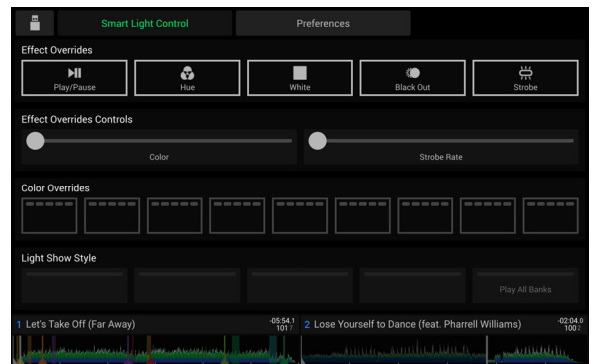 Smart Light Control
Preferences
Effect Overrides
Play/Pause
Hue
White
Black Out
Strobe
Effect Overrides Controls
Color
Strobe Rate
Color Overrides
Light Show Style
Play All Banks
1 Let's Take Off (Far Away)
-05:54.1
101 7
2 Lose Yourself to Dance (feat. Pharrell Williams)
-02:04.0
100 2